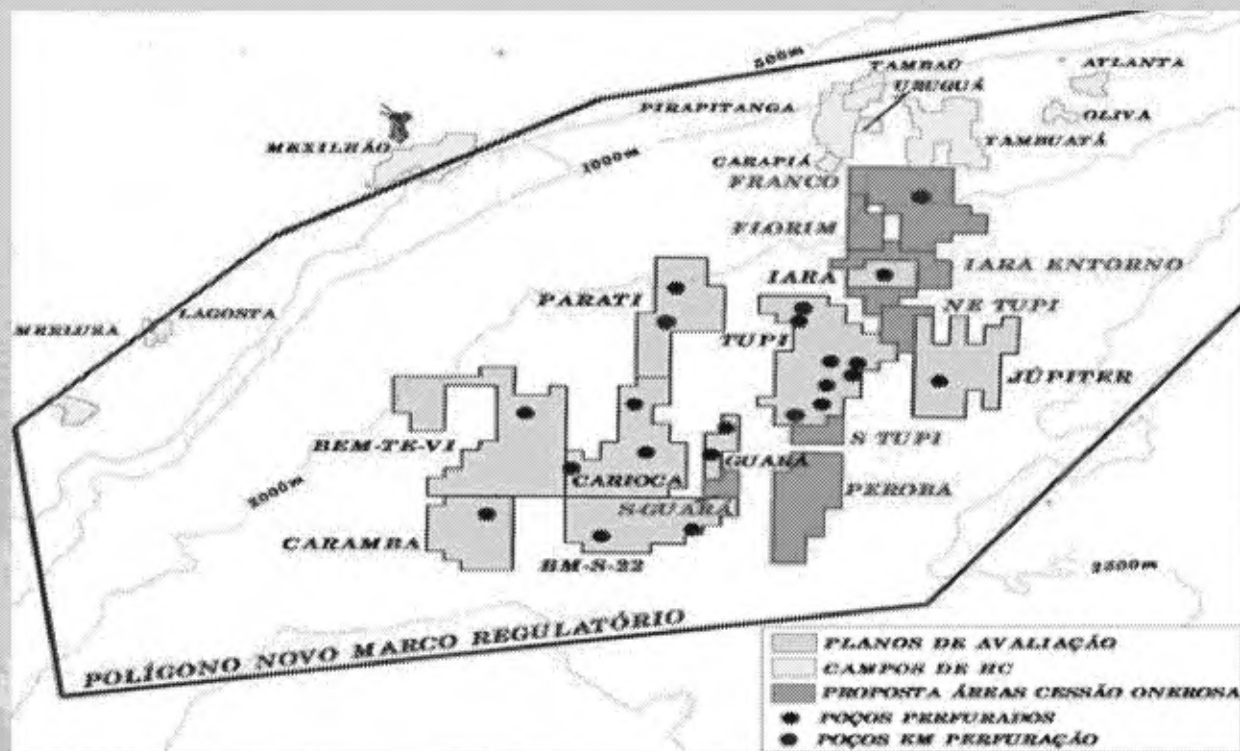 500m
TAMBAÚ
ATLANTA
URUGUÁ
PIRAPITANGA
OLIVA
MEXILHÃO
TAMBUATÁ
1000m
CARAPIÁ
FRANCO
FLORIM
IARA
IARA ENTORNO
PARATI
NE TUPI
LAGOSTA
MERLUZA
TUPI
JÚPITER
BEM-TE-VI
S TUPI
GUARÁ
2000m
CARIOCA
PEROBA
S-GUARÁ
CARAMBA
BM-S-22
2500m
POLÍGONO NOVO MARCO REGULATÓRIO
PLANOS DE AVALIAÇÃO
CAMPOS DE HC
PROPOSTA ÁREAS CESSÃO ONEROSA
POÇOS PERFURADOS
POÇOS EM PERFURAÇÃO